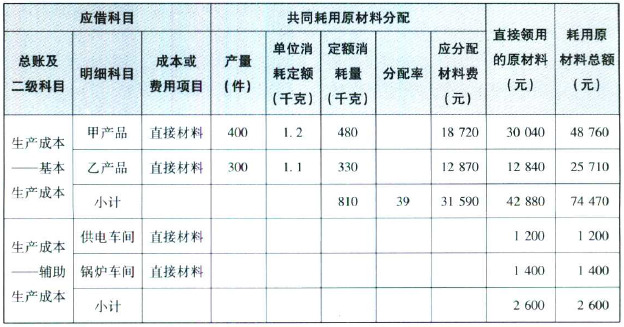 应借科目 共同耗用原材料分配 直接领用的原材料（元） 耗用原材料总额（元）
总账及二级科目 明细科目 成本或费用项目 产量（件） 单位消耗定额（千克） 定额消耗量（千克） 分配率 应分配材料费（元）
生产成本——基本生产成本 甲产品 直接材料 400 1.2 480 18 720 30 040 48 760
乙产品 直接材料 300 1.1 330 12 870 12 840 25 710
小计 810 39 31 590 42 880 74 470
生产成本——辅助生产成本 供电车间 直接材料 1 200 1 200
锅炉车间 直接材料 1 400 1 400
小计 2 600 2 600